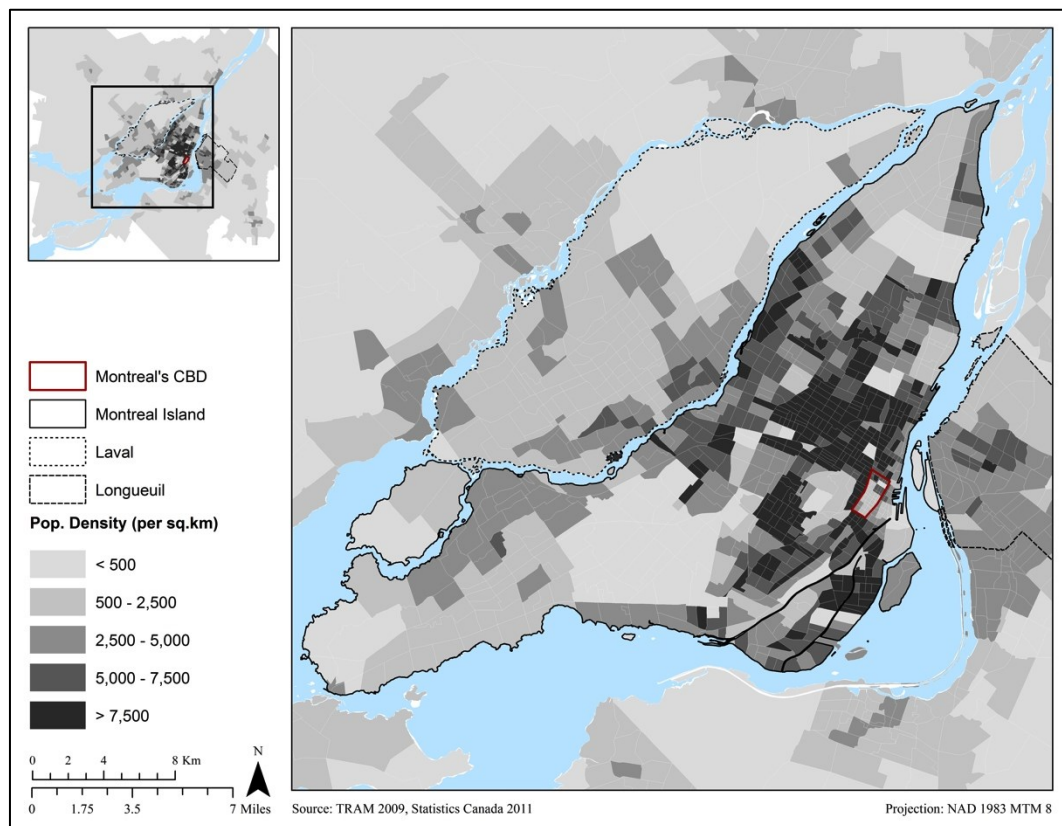 Montreal's CBD
Montreal Island
Laval
Longueuil
Pop. Density (per sq.km)
< 500
500 - 2,500
2,500 - 5,000
5,000 - 7,500
> 7,500
0 2 4 8 Km
N
0 1.75 3.5 7 Miles
Source: TRAM 2009, Statistics Canada 2011
Projection: NAD 1983 MTM 8